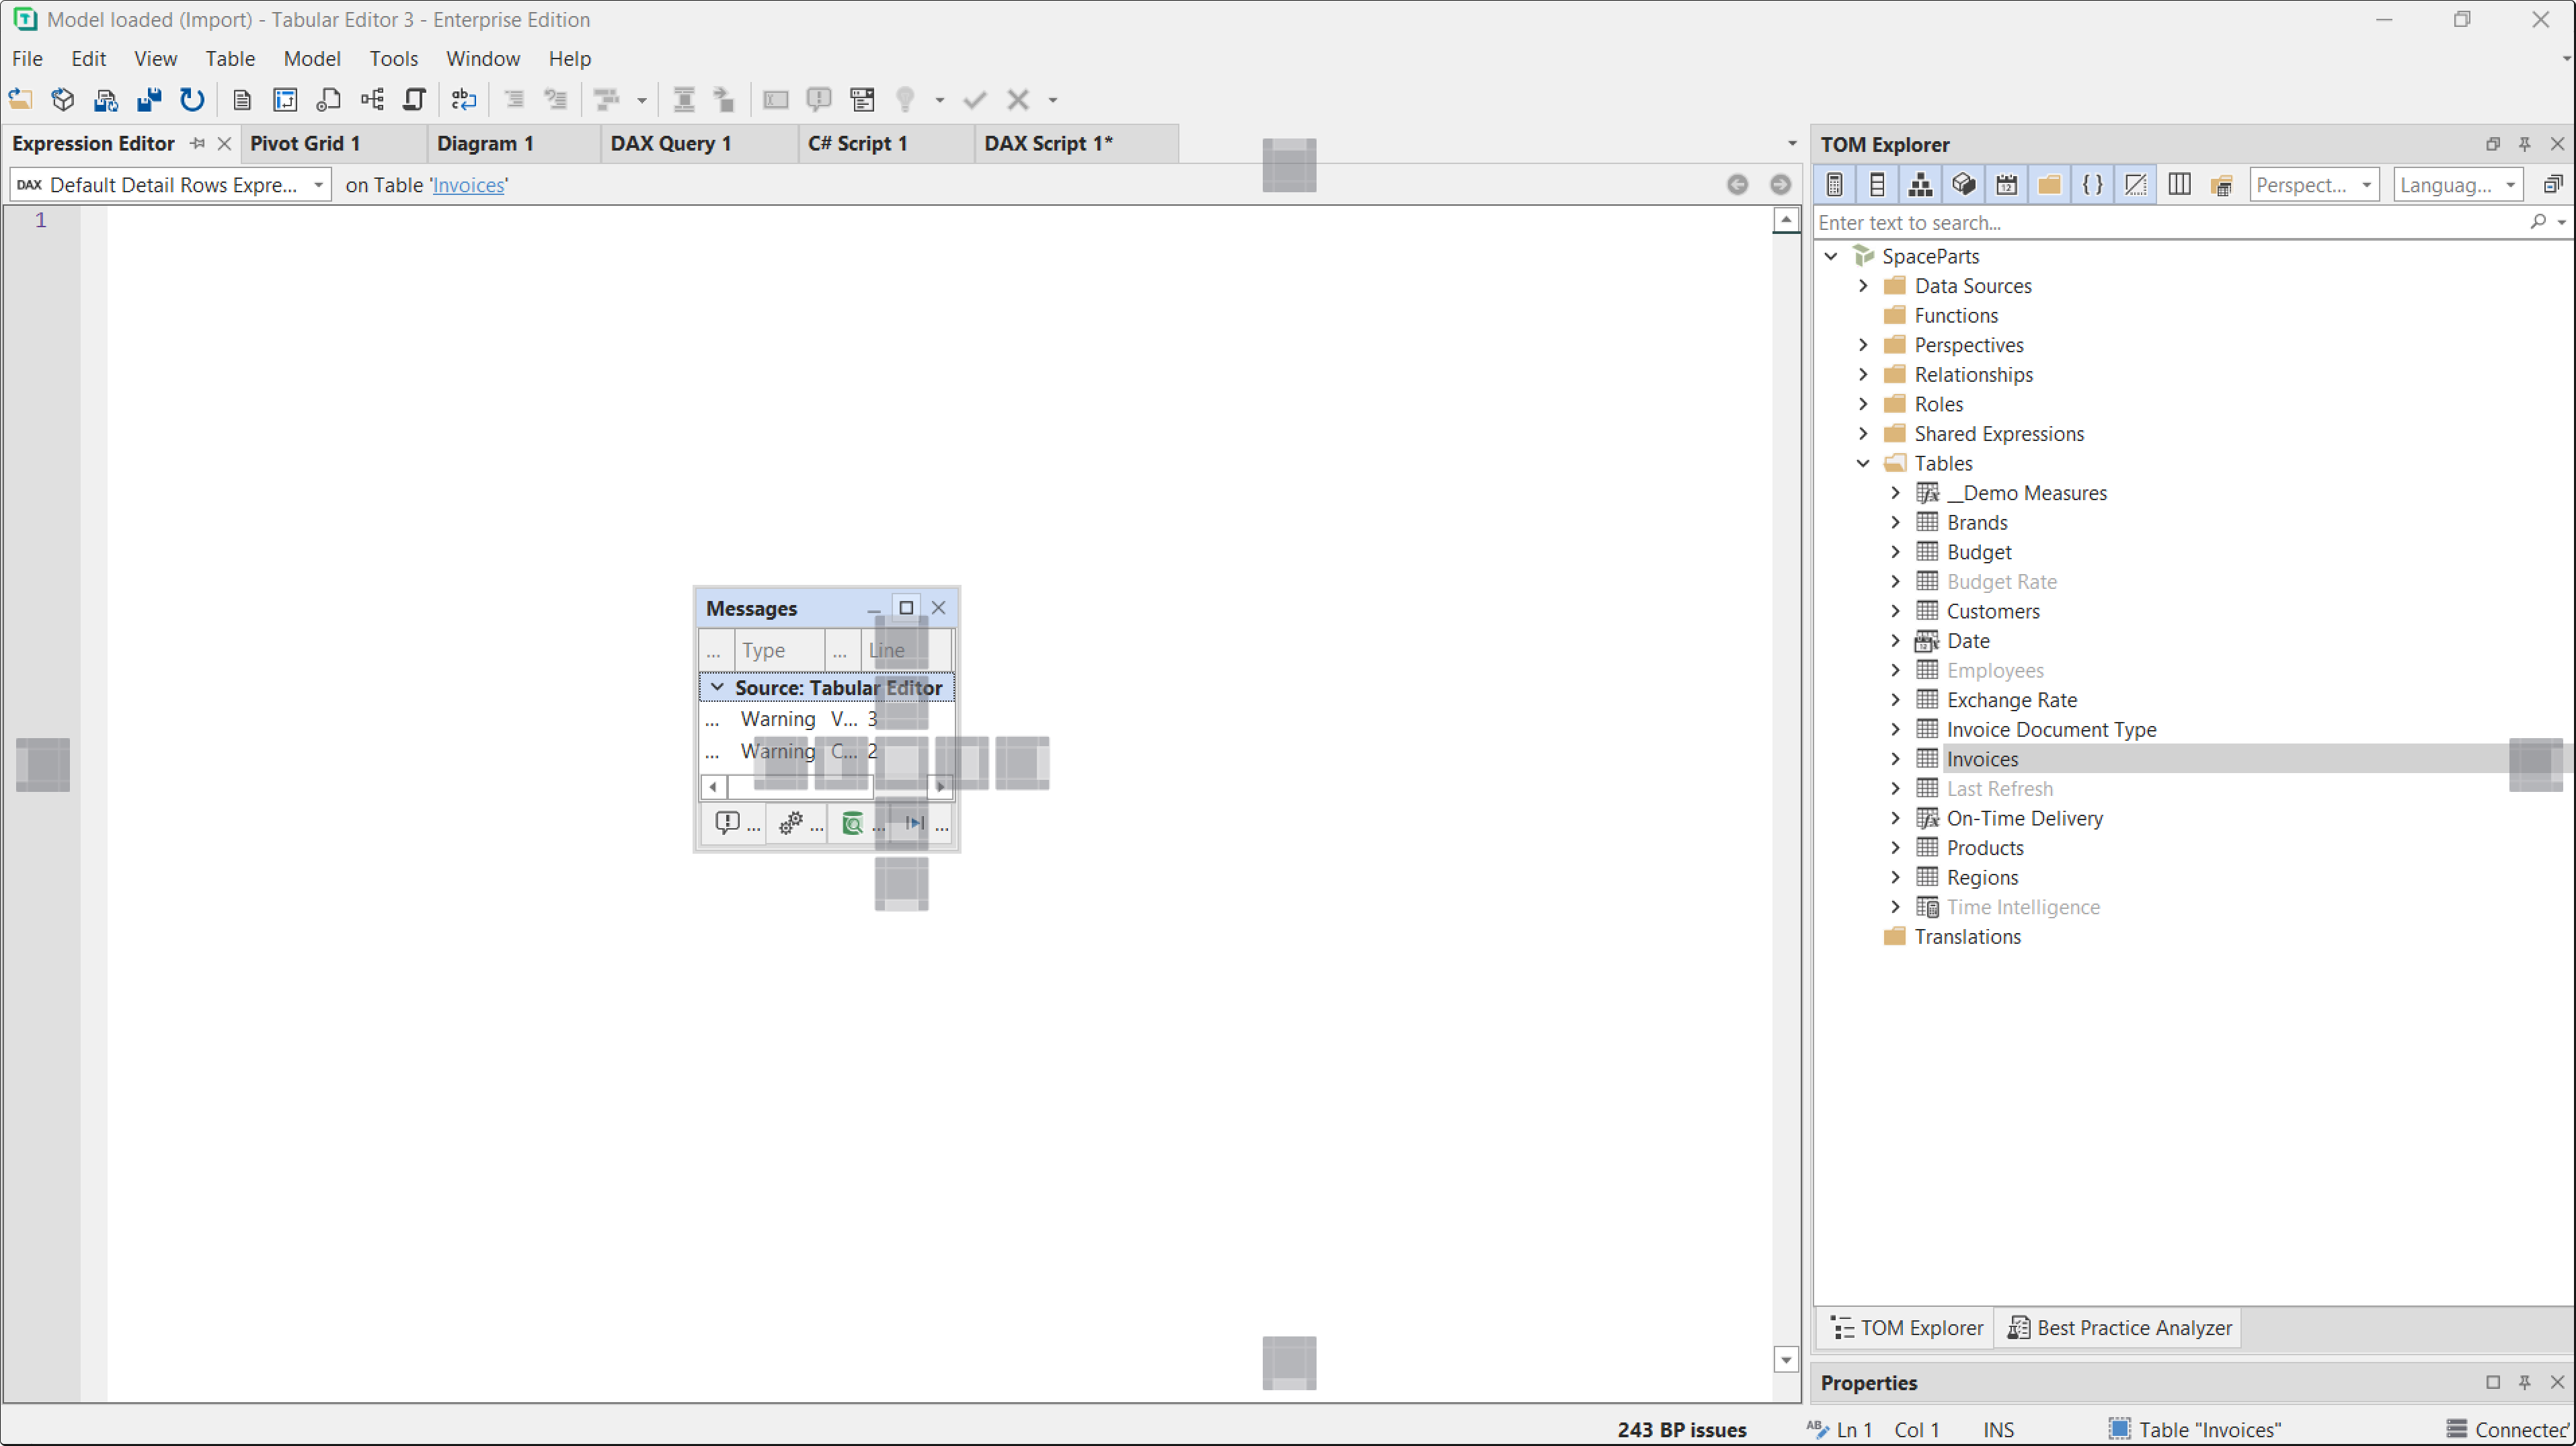 Model loaded (Import) - Tabular Editor 3 - Enterprise Edition
File Edit View Table Model Tools Window Help
Expression Editor Pivot Grid 1 Diagram 1 DAX Query 1 C# Script 1 DAX Script 1*
DAX Default Detail Rows Expre... on Table 'Invoices'
1
Messages
... Type ... Line
Source: Tabular Editor
... Warning V... 3
... Warning C... 2
... ... ... ...
TOM Explorer
Perspect... Languag...
Enter text to search...
SpaceParts
Data Sources
Functions
Perspectives
Relationships
Roles
Shared Expressions
Tables
__Demo Measures
Brands
Budget
Budget Rate
Customers
Date
Employees
Exchange Rate
Invoice Document Type
Invoices
Last Refresh
On-Time Delivery
Products
Regions
Time Intelligence
Translations
TOM Explorer Best Practice Analyzer
Properties
243 BP issues Ln 1 Col 1 INS Table "Invoices" Connected